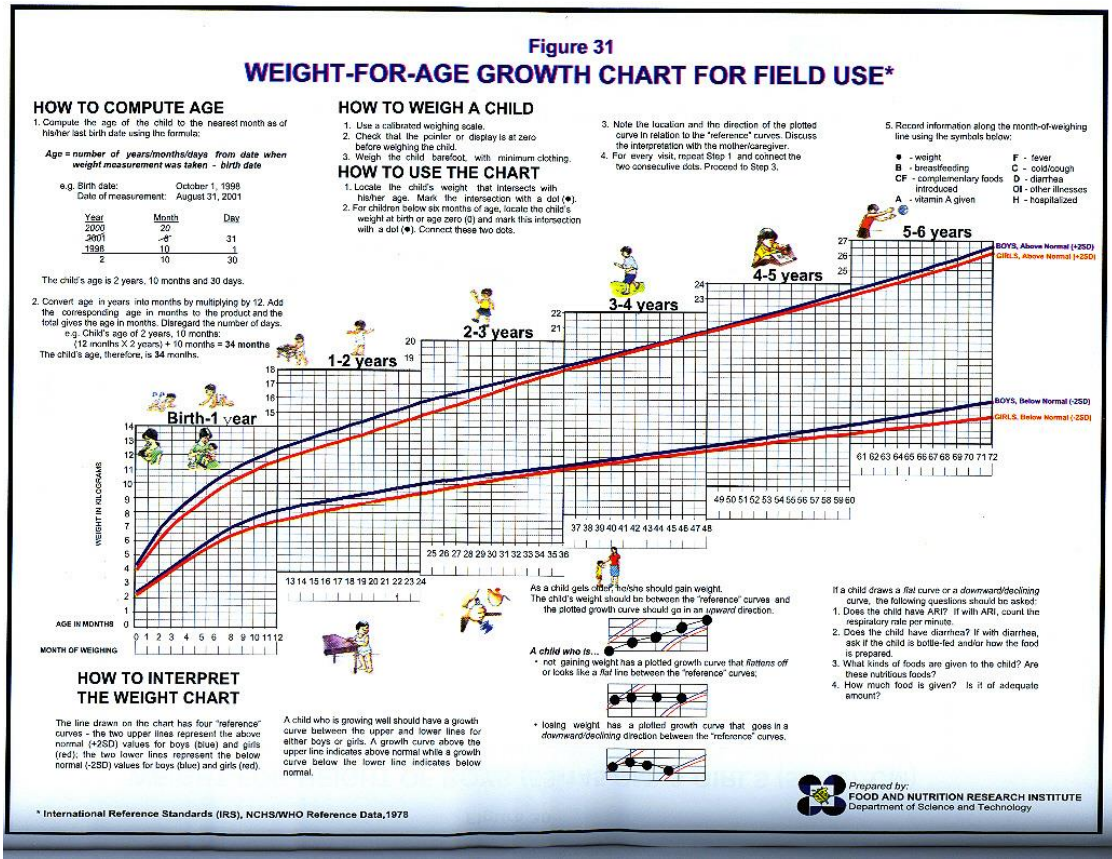 Figure 31
WEIGHT-FOR-AGE GROWTH CHART FOR FIELD USE*
HOW TO COMPUTE AGE
1. Compute the age of the child to the nearest month as of
his/her last birth date using the formula:
Age = number of years/months/days from date when
weight measurement was taken - birth date
e.g. Birth date: October 1, 1998
Date of measurement: August 31, 2001
Year Month Day
2000 20
2001 8 31
1998 10 1
2 10 30
The child's age is 2 years, 10 months and 30 days.
2. Convert age in years into months by multiplying by 12. Add
the corresponding age in months to the product and the
total gives the age in months. Disregard the number of days.
e.g. Child's age of 2 years, 10 months:
(12 months X 2 years) + 10 months = 34 months
The child's age, therefore, is 34 months.
HOW TO WEIGH A CHILD
1. Use a calibrated weighing scale.
2. Check that the pointer or display is at zero
before weighing the child.
3. Weigh the child barefoot, with minimum clothing.
HOW TO USE THE CHART
1. Locate the child's weight that intersects with
his/her age. Mark the intersection with a dot (●).
2. For children below six months of age, locate the child's
weight at birth or age zero (0) and mark this intersection
with a dot (●). Connect these two dots.
3. Note the location and the direction of the plotted
curve in relation to the "reference" curves. Discuss
the interpretation with the mother/caregiver.
4. For every visit, repeat Step 1 and connect the
two consecutive dots. Proceed to Step 3.
5. Record information along the month-of-weighing
line using the symbols below:
● - weight F - fever
B - breastfeeding C - cold/cough
CF - complementary foods D - diarrhea
introduced OI - other illnesses
A - vitamin A given H - hospitalized
5-6 years
27
26
25
BOYS, Above Normal (+2SD)
GIRLS, Above Normal (+2SD)
4-5 years
24
23
3-4 years
22
21
2-3 years
20
19
1-2 years
18
17
16
15
Birth-1 year
14
13
12
11
10
9
8
7
6
5
4
3
2
1
0
WEIGHT IN KILOGRAMS
BOYS, Below Normal (-2SD)
GIRLS, Below Normal (-2SD)
61 62 63 64 65 66 67 68 69 70 71 72
49 50 51 52 53 54 55 56 57 58 59 60
37 38 39 40 41 42 43 44 45 46 47 48
25 26 27 28 29 30 31 32 33 34 35 36
13 14 15 16 17 18 19 20 21 22 23 24
AGE IN MONTHS
0 1 2 3 4 5 6 7 8 9 10 11 12
MONTH OF WEIGHING
HOW TO INTERPRET
THE WEIGHT CHART
The line drawn on the chart has four "reference"
curves - the two upper lines represent the above
normal (+2SD) values for boys (blue) and girls
(red); the two lower lines represent the below
normal (-2SD) values for boys (blue) and girls (red).
A child who is growing well should have a growth
curve between the upper and lower lines for
either boys or girls. A growth curve above the
upper line indicates above normal while a growth
curve below the lower line indicates below
normal.
As a child gets older, he/she should gain weight.
The child's weight should be between the "reference" curves and
the plotted growth curve should go in an upward direction.
A child who is...
• not gaining weight has a plotted growth curve that flattens off
or looks like a flat line between the "reference" curves;
• losing weight has a plotted growth curve that goes in a
downward/declining direction between the "reference" curves.
If a child draws a flat curve or a downward/declining
curve, the following questions should be asked:
1. Does the child have ARI? If with ARI, count the
respiratory rate per minute.
2. Does the child have diarrhea? If with diarrhea,
ask if the child is bottle-fed and/or how the food
is prepared.
3. What kinds of foods are given to the child? Are
these nutritious foods?
4. How much food is given? Is it of adequate
amount?
Prepared by:
FOOD AND NUTRITION RESEARCH INSTITUTE
Department of Science and Technology
* International Reference Standards (IRS), NCHS/WHO Reference Data,1978